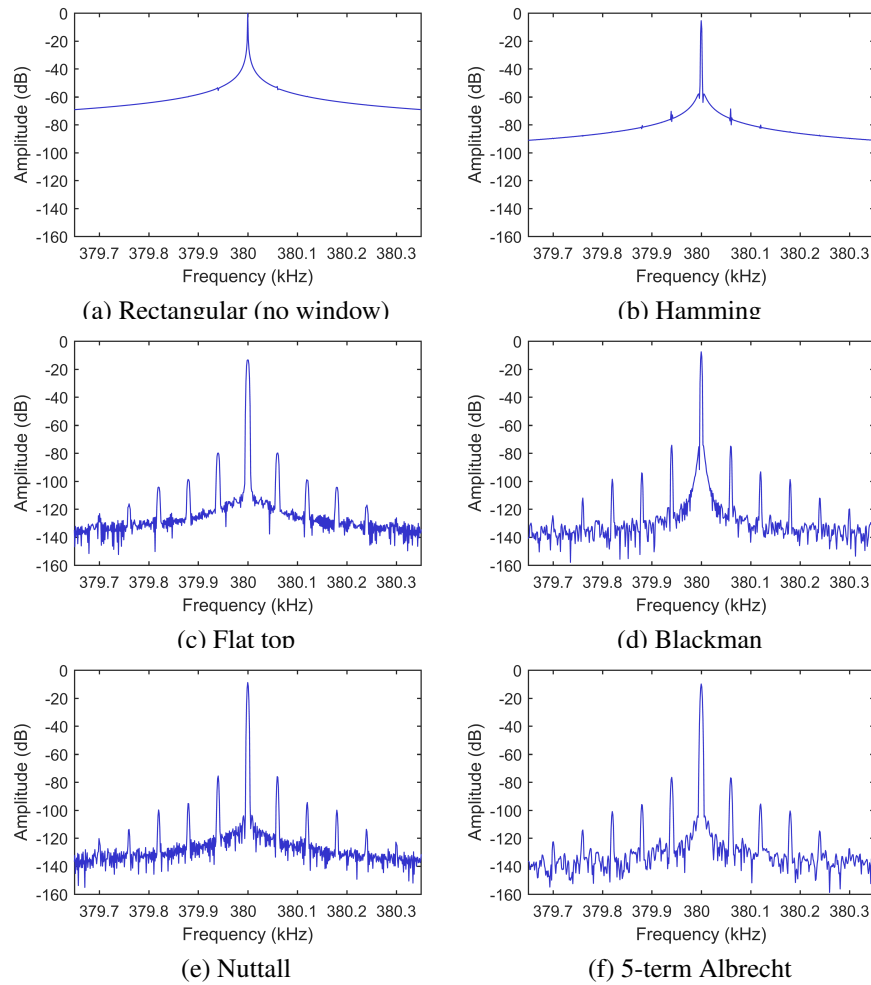 0
-20
-40
-60
-80
-100
-120
-140
-160
Amplitude (dB)
379.7 379.8 379.9 380 380.1 380.2 380.3
Frequency (kHz)
(a) Rectangular (no window)
0
-20
-40
-60
-80
-100
-120
-140
-160
Amplitude (dB)
379.7 379.8 379.9 380 380.1 380.2 380.3
Frequency (kHz)
(b) Hamming
0
-20
-40
-60
-80
-100
-120
-140
-160
Amplitude (dB)
379.7 379.8 379.9 380 380.1 380.2 380.3
Frequency (kHz)
(c) Flat top
0
-20
-40
-60
-80
-100
-120
-140
-160
Amplitude (dB)
379.7 379.8 379.9 380 380.1 380.2 380.3
Frequency (kHz)
(d) Blackman
0
-20
-40
-60
-80
-100
-120
-140
-160
Amplitude (dB)
379.7 379.8 379.9 380 380.1 380.2 380.3
Frequency (kHz)
(e) Nuttall
0
-20
-40
-60
-80
-100
-120
-140
-160
Amplitude (dB)
379.7 379.8 379.9 380 380.1 380.2 380.3
Frequency (kHz)
(f) 5-term Albrecht